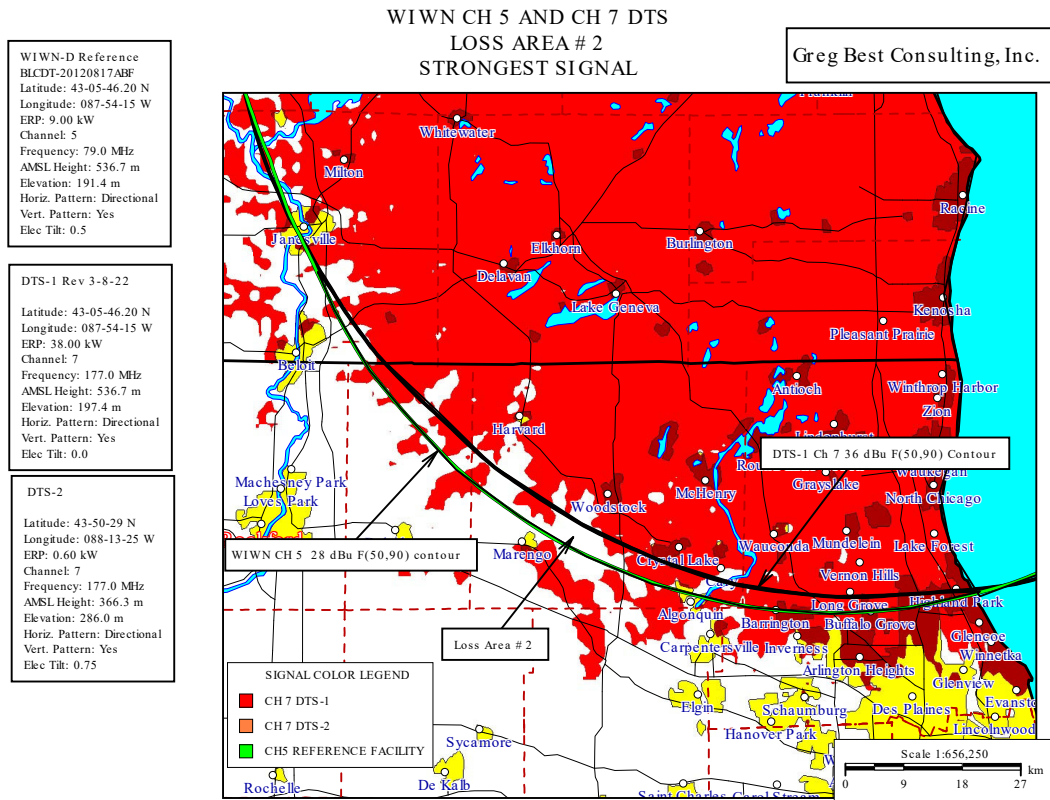 WIWN CH 5 AND CH 7 DTS
LOSS AREA # 2
STRONGEST SIGNAL
Greg Best Consulting, Inc.
WIWN-D Reference
BLCDT-20120817ABF
Latitude: 43-05-46.20 N
Longitude: 087-54-15 W
ERP: 9.00 kW
Channel: 5
Frequency: 79.0 MHz
AMSL Height: 536.7 m
Elevation: 191.4 m
Horiz. Pattern: Directional
Vert. Pattern: Yes
Elec Tilt: 0.5
DTS-1 Rev 3-8-22
Latitude: 43-05-46.20 N
Longitude: 087-54-15 W
ERP: 38.00 kW
Channel: 7
Frequency: 177.0 MHz
AMSL Height: 536.7 m
Elevation: 197.4 m
Horiz. Pattern: Directional
Vert. Pattern: Yes
Elec Tilt: 0.0
DTS-2
Latitude: 43-50-29 N
Longitude: 088-13-25 W
ERP: 0.60 kW
Channel: 7
Frequency: 177.0 MHz
AMSL Height: 366.3 m
Elevation: 286.0 m
Horiz. Pattern: Directional
Vert. Pattern: Yes
Elec Tilt: 0.75
Whitewater
Milton
Racine
Janesville
Elkhorn
Burlington
Delavan
Lake Geneva
Kenosha
Pleasant Prairie
Beloit
Antioch
Winthrop Harbor
Zion
Harvard
DTS-1 Ch 7 36 dBu F(50,90) Contour
Waukegan
Grayslake
Machesney Park
McHenry
North Chicago
Loves Park
Woodstock
WIWN CH 5 28 dBu F(50,90) contour
Marengo
Wauconda
Mundelein
Lake Forest
Crystal Lake
Vernon Hills
Algonquin
Long Grove
Highland Park
Barrington
Buffalo Grove
Glencoe
Loss Area # 2
Carpentersville
Inverness
Winnetka
Arlington Heights
Glenview
SIGNAL COLOR LEGEND
CH 7 DTS-1
CH 7 DTS-2
CH5 REFERENCE FACILITY
Elgin
Schaumburg
Des Plaines
Hanover Park
Lincolnwood
Sycamore
De Kalb
Rochelle
Saint Charles
Carol Stream
Scale 1:656,250
0 9 18 27
km